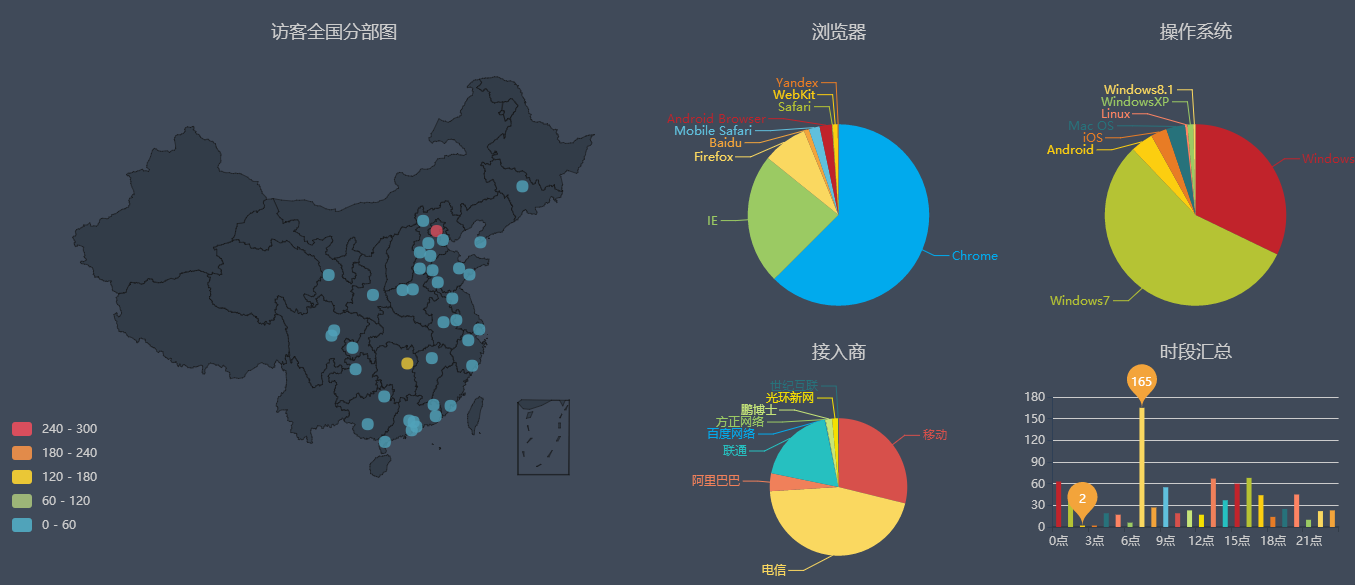 访客全国分部图
240 - 300
180 - 240
120 - 180
60 - 120
0 - 60
浏览器
Yandex
WebKit
Safari
Android Browser
Mobile Safari
Baidu
Firefox
IE
Chrome
操作系统
Windows8.1
WindowsXP
Linux
Mac OS
iOS
Android
Windows
Windows7
接入商
世纪互联
光环新网
鹏博士
方正网络
百度网络
联通
阿里巴巴
移动
电信
时段汇总
165
2
180
150
120
90
60
30
0
0点 3点 6点 9点 12点 15点 18点 21点